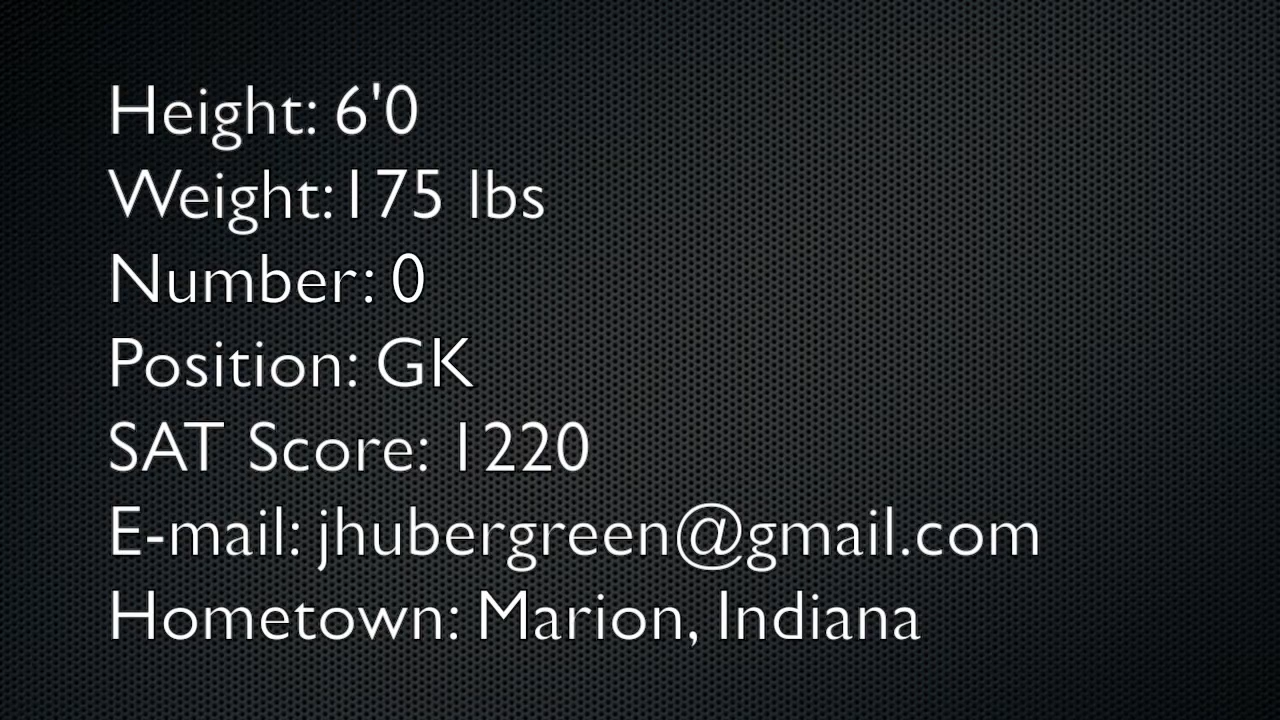 Height: 6'0
Weight: 175 lbs
Number: 0
Position: GK
SAT Score: 1220
E-mail: jhubergreen@gmail.com
Hometown: Marion, Indiana